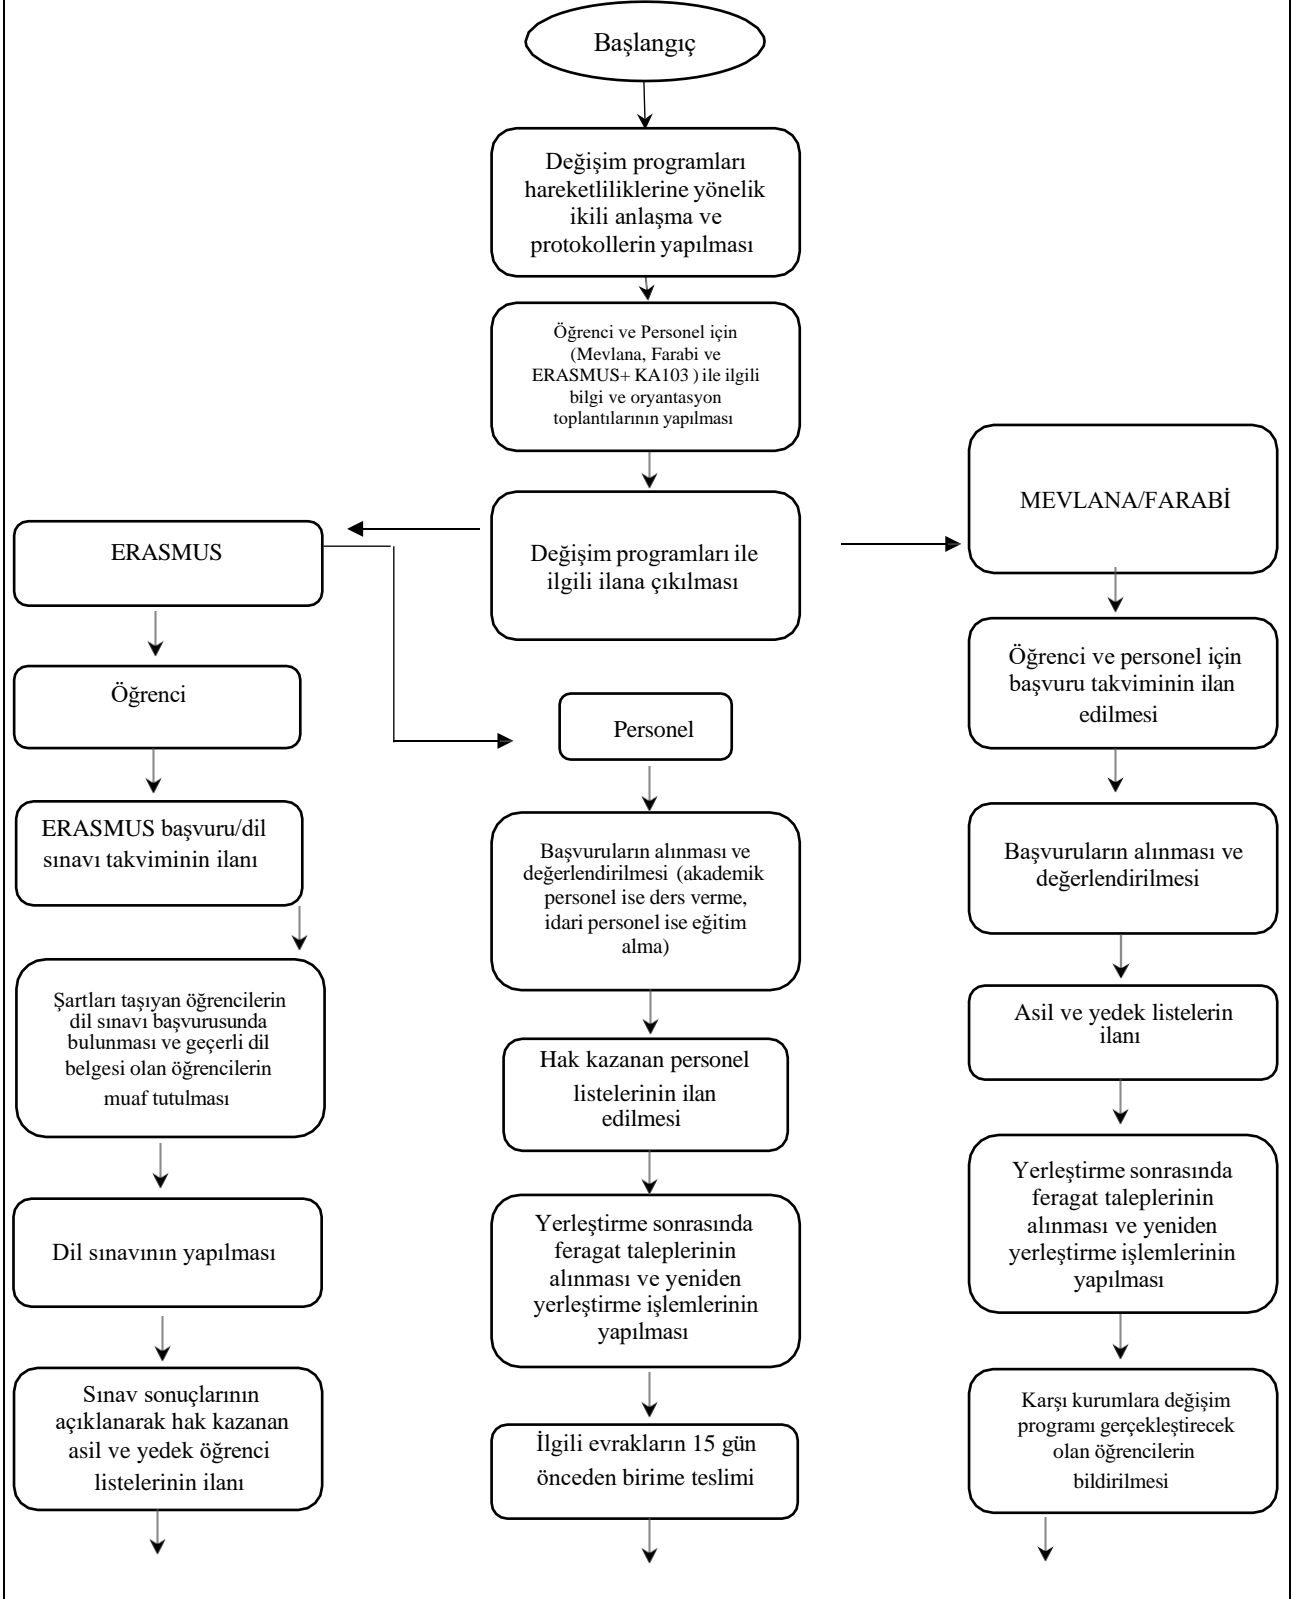 Başlangıç
Değişim programları
hareketliliklerine yönelik
ikili anlaşma ve
protokollerin yapılması
Öğrenci ve Personel için
(Mevlana, Farabi ve
ERASMUS+ KA103 ) ile ilgili
bilgi ve oryantasyon
toplantılarının yapılması
Değişim programları ile
ilgili ilana çıkılması
ERASMUS
Öğrenci
ERASMUS başvuru/dil
sınavı takviminin ilanı
Şartları taşıyan öğrencilerin
dil sınavı başvurusunda
bulunması ve geçerli dil
belgesi olan öğrencilerin
muaf tutulması
Dil sınavının yapılması
Sınav sonuçlarının
açıklanarak hak kazanan
asil ve yedek öğrenci
listelerinin ilanı
Personel
Başvuruların alınması ve
değerlendirilmesi (akademik
personel ise ders verme,
idari personel ise eğitim
alma)
Hak kazanan personel
listelerinin ilan
edilmesi
Yerleştirme sonrasında
feragat taleplerinin
alınması ve yeniden
yerleştirme işlemlerinin
yapılması
İlgili evrakların 15 gün
önceden birime teslimi
MEVLANA/FARABİ
Öğrenci ve personel için
başvuru takviminin ilan
edilmesi
Başvuruların alınması ve
değerlendirilmesi
Asil ve yedek listelerin
ilanı
Yerleştirme sonrasında
feragat taleplerinin
alınması ve yeniden
yerleştirme işlemlerinin
yapılması
Karşı kurumlara değişim
programı gerçekleştirecek
olan öğrencilerin
bildirilmesi